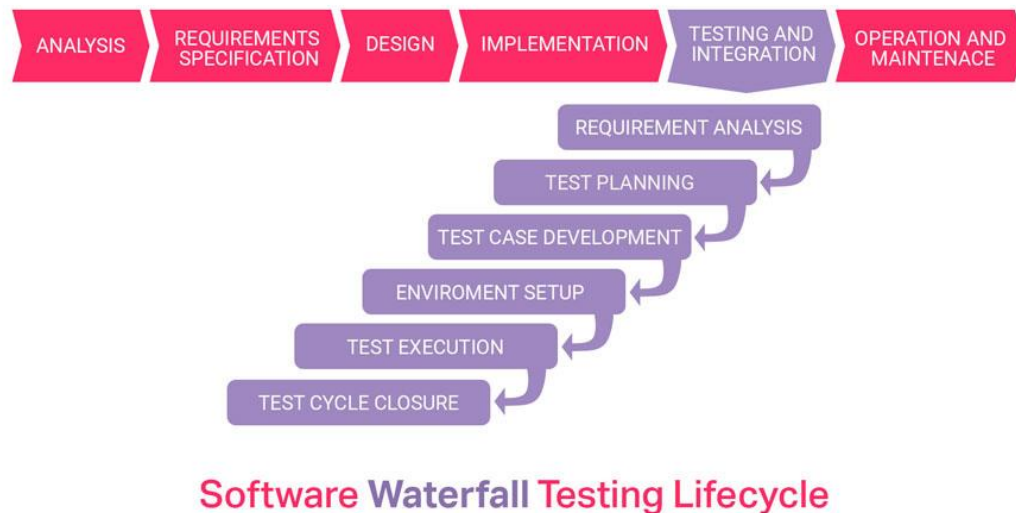 ANALYSIS
REQUIREMENTS
SPECIFICATION
DESIGN
IMPLEMENTATION
TESTING AND
INTEGRATION
OPERATION AND
MAINTENACE
REQUIREMENT ANALYSIS
TEST PLANNING
TEST CASE DEVELOPMENT
ENVIROMENT SETUP
TEST EXECUTION
TEST CYCLE CLOSURE
Software Waterfall Testing Lifecycle